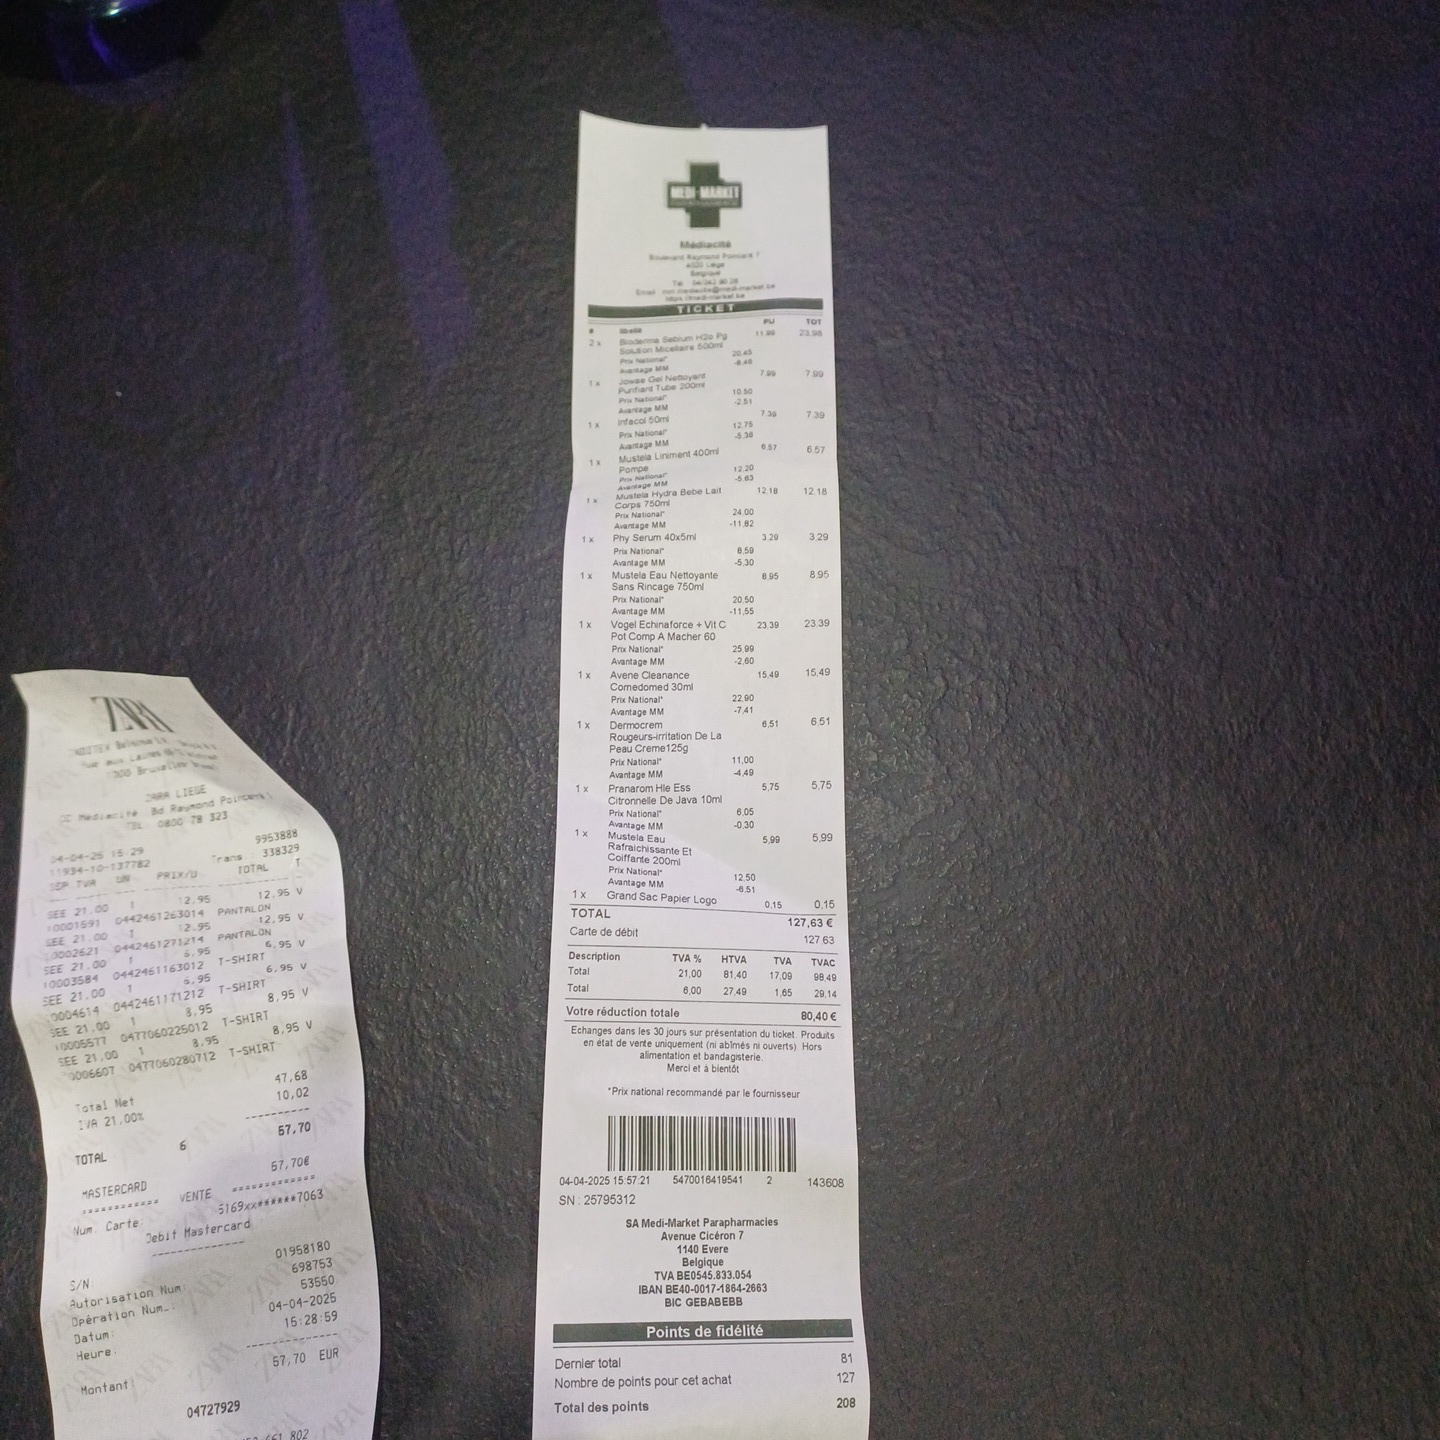 ZARA
ZARA LIEGE
CC Médiacité Bd Raymond Poincaré
TEL 0800 78 323
9953888
04-04-25 15:29
11934-10-137782 Trans.: 338329
DEP TVA UN PRIX/U TOTAL T
SEE 21.00 1 12.95 12.95 V
10001591 0442461263014 PANTALON
SEE 21.00 1 12.95 12.95 V
10002621 0442461271214 PANTALON
SEE 21.00 1 6.95 6,95 V
10003584 0442461163012 T-SHIRT
SEE 21.00 1 6,95 6,95 V
10004614 0442461171212 T-SHIRT
SEE 21.00 1 8,95 8,95 V
10005577 0477060225012 T-SHIRT
SEE 21,00 1 8.95 8,95 V
10006607 0477060280712 T-SHIRT
Total Net 47,68
IVA 21,00% 10,02
TOTAL 6 57,70
MASTERCARD 57,70€
VENTE
Num. Carte: 5169xx******7063
Debit Mastercard
S/N: 01958180
Autorisation Num: 698753
Opération Num.: 53550
Datum: 04-04-2025
Heure: 15:28:59
Montant: 57,70 EUR
04727929
MEDI-MARKET
Médiacité
Boulevard Raymond Poincaré 7
4020 Liège
Belgique
https://medi-market.be
TICKET
# libellé PU TOT
2 x Bioderma Sebium H2o Pg 11.99 23,98
Solution Micellaire 500ml
Prix National* 20,45
Avantage MM -8,46
1 x Jowae Gel Nettoyant 7.99 7,99
Purifiant Tube 200ml
Prix National* 10,50
Avantage MM -2,51
1 x Infacol 50ml 7.39 7,39
Prix National* 12,75
Avantage MM -5,36
1 x Mustela Liniment 400ml 6,57 6,57
Pompe
Prix National* 12,20
Avantage MM -5,63
1 x Mustela Hydra Bebe Lait 12,18 12,18
Corps 750ml
Prix National* 24,00
Avantage MM -11,82
1 x Phy Serum 40x5ml 3,29 3,29
Prix National* 8,59
Avantage MM -5,30
1 x Mustela Eau Nettoyante 8,95 8,95
Sans Rincage 750ml
Prix National* 20,50
Avantage MM -11,55
1 x Vogel Echinaforce + Vit C 23,39 23,39
Pot Comp A Macher 60
Prix National* 25,99
Avantage MM -2,60
1 x Avene Cleanance 15,49 15,49
Comedomed 30ml
Prix National* 22,90
Avantage MM -7,41
1 x Dermocrem 6,51 6,51
Rougeurs-irritation De La
Peau Creme125g
Prix National* 11,00
Avantage MM -4,49
1 x Pranarom Hle Ess 5,75 5,75
Citronnelle De Java 10ml
Prix National* 6,05
Avantage MM -0,30
1 x Mustela Eau 5,99 5,99
Rafraichissante Et
Coiffante 200ml
Prix National* 12,50
Avantage MM -6,51
1 x Grand Sac Papier Logo 0,15 0,15
TOTAL 127,63 €
Carte de débit 127,63
Description TVA % HTVA TVA TVAC
Total 21,00 81,40 17,09 98,49
Total 6,00 27,49 1,65 29,14
Votre réduction totale 80,40 €
Echanges dans les 30 jours sur présentation du ticket. Produits
en état de vente uniquement (ni abîmés ni ouverts). Hors
alimentation et bandagisterie.
Merci et à bientôt
*Prix national recommandé par le fournisseur
04-04-2025 15:57:21 5470016419541 2 143608
SN : 25795312
SA Medi-Market Parapharmacies
Avenue Cicéron 7
1140 Evere
Belgique
TVA BE0545.833.054
IBAN BE40-0017-1864-2663
BIC GEBABEBB
Points de fidélité
Dernier total 81
Nombre de points pour cet achat 127
Total des points 208